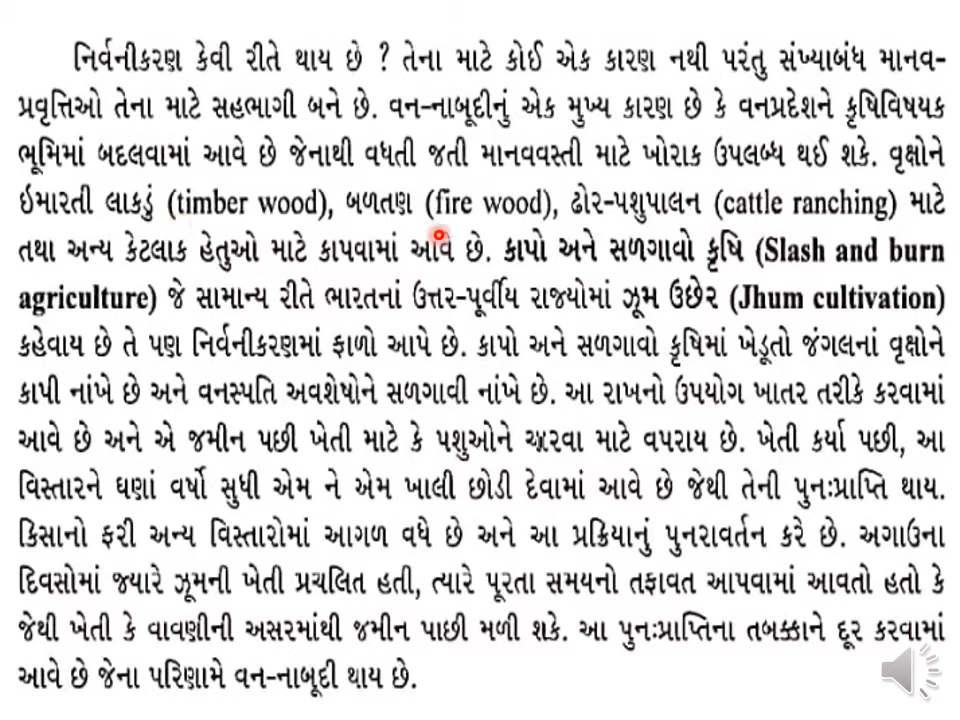 નિર્વનીકરણ કેવી રીતે થાય છે ? તેના માટે કોઈ એક કારણ નથી પરંતુ સંખ્યાબંધ માનવ-
પ્રવૃત્તિઓ તેના માટે સહભાગી બને છે. વન-નાબૂદીનું એક મુખ્ય કારણ છે કે વનપ્રદેશને કૃષિવિષયક
ભૂમિમાં બદલવામાં આવે છે જેનાથી વધતી જતી માનવવસ્તી માટે ખોરાક ઉપલબ્ધ થઈ શકે. વૃક્ષોને
ઇમારતી લાકડું (timber wood), બળતણ (fire wood), ઢોર-પશુપાલન (cattle ranching) માટે
તથા અન્ય કેટલાક હેતુઓ માટે કાપવામાં આવે છે. કાપો અને સળગાવો કૃષિ (Slash and burn
agriculture) જે સામાન્ય રીતે ભારતનાં ઉત્તર-પૂર્વીય રાજ્યોમાં ઝૂમ ઉછેર (Jhum cultivation)
કહેવાય છે તે પણ નિર્વનીકરણમાં ફાળો આપે છે. કાપો અને સળગાવો કૃષિમાં ખેડૂતો જંગલનાં વૃક્ષોને
કાપી નાંખે છે અને વનસ્પતિ અવશેષોને સળગાવી નાંખે છે. આ રાખનો ઉપયોગ ખાતર તરીકે કરવામાં
આવે છે અને એ જમીન પછી ખેતી માટે કે પશુઓને ચારવા માટે વપરાય છે. ખેતી કર્યા પછી, આ
વિસ્તારને ઘણાં વર્ષો સુધી એમ ને એમ ખાલી છોડી દેવામાં આવે છે જેથી તેની પુનઃપ્રાપ્તિ થાય.
કિસાનો ફરી અન્ય વિસ્તારોમાં આગળ વધે છે અને આ પ્રક્રિયાનું પુનરાવર્તન કરે છે. અગાઉના
દિવસોમાં જ્યારે ઝૂમની ખેતી પ્રચલિત હતી, ત્યારે પૂરતા સમયનો તફાવત આપવામાં આવતો હતો કે
જેથી ખેતી કે વાવણીની અસરમાંથી જમીન પાછી મળી શકે. આ પુનઃપ્રાપ્તિના તબક્કાને દૂર કરવામાં
આવે છે જેના પરિણામે વન-નાબૂદી થાય છે.